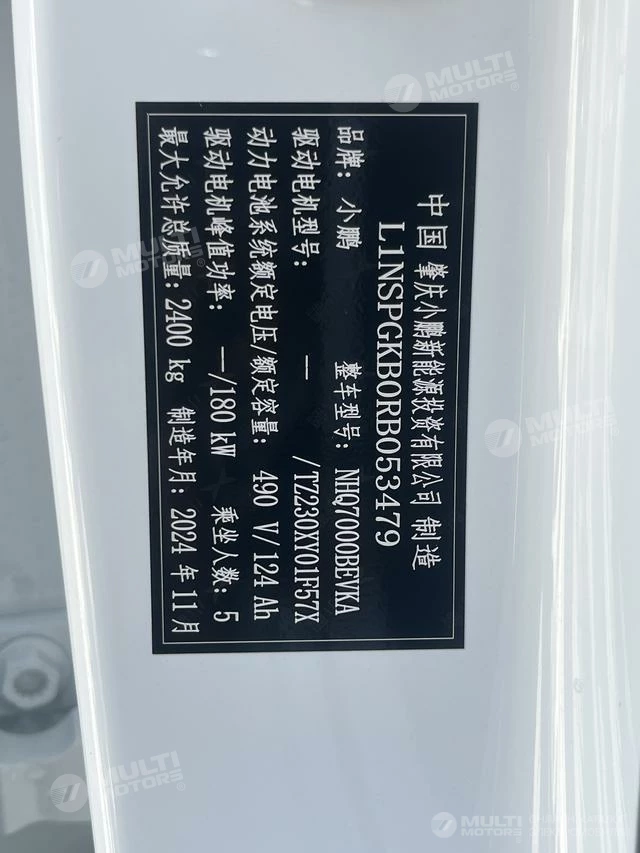 中国 肇庆小鹏新能源投资有限公司 制造
L1NSPGKB0RB053479
品牌: 小鹏 整车型号: NHQ7000BEVKA
驱动电机型号: — /TZ230XY01F57X
动力电池系统额定电压/额定容量: 490 V/124 Ah
驱动电机峰值功率: —/180 kW 乘坐人数: 5
最大允许总质量: 2400 kg 制造年月: 2024 年 11 月
MULTI MOTORS®
MULTI MOTORS®
MULTI MOTORS®
MULTI MOTORS®
MULTI MOTORS®